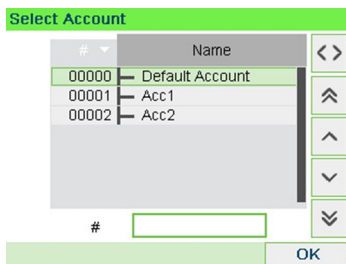 Select Account
# Name
00000 Default Account
00001 Acc1
00002 Acc2
#
OK